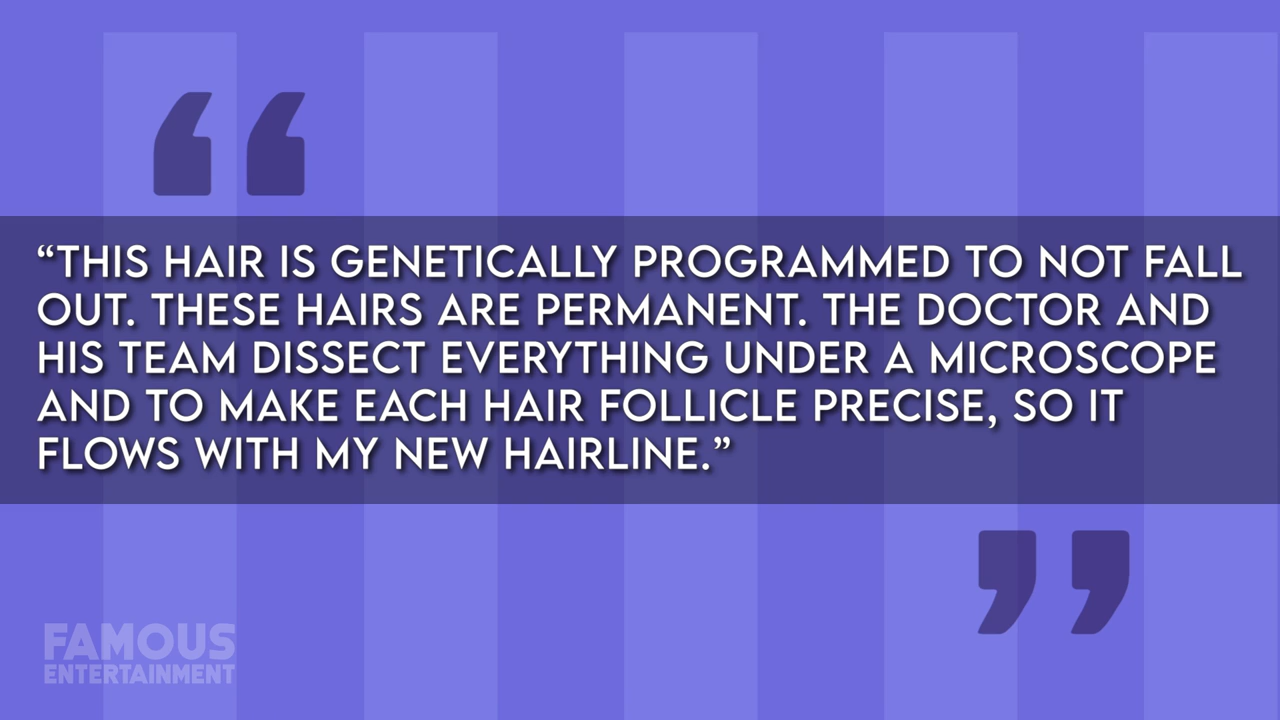 “THIS HAIR IS GENETICALLY PROGRAMMED TO NOT FALL
OUT. THESE HAIRS ARE PERMANENT. THE DOCTOR AND
HIS TEAM DISSECT EVERYTHING UNDER A MICROSCOPE
AND TO MAKE EACH HAIR FOLLICLE PRECISE, SO IT
FLOWS WITH MY NEW HAIRLINE.”
FAMOUS
ENTERTAINMENT